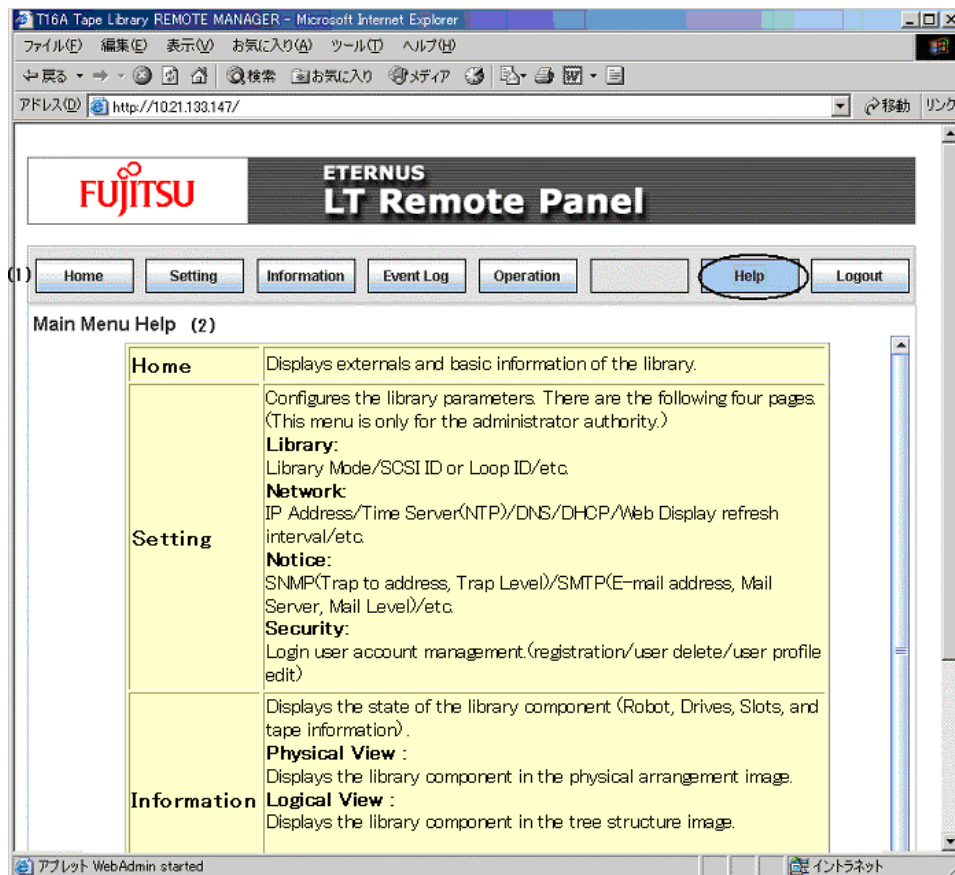 T16A Tape Library REMOTE MANAGER - Microsoft Internet Explorer
ファイル(F) 編集(E) 表示(V) お気に入り(A) ツール(T) ヘルプ(H)
戻る 検索 お気に入り メディア
アドレス(D) http://10.21.133.147/ 移動 リンク
FUJITSU
ETERNUS
LT Remote Panel
(1) Home Setting Information Event Log Operation Help Logout
Main Menu Help (2)
Home Displays externals and basic information of the library.
Setting
Configures the library parameters. There are the following four pages.
(This menu is only for the administrator authority.)
Library:
Library Mode/SCSI ID or Loop ID/etc.
Network:
IP Address/Time Server(NTP)/DNS/DHCP/Web Display refresh
interval/etc.
Notice:
SNMP(Trap to address, Trap Level)/SMTP(E-mail address, Mail
Server, Mail Level)/etc.
Security:
Login user account management.(registration/user delete/user profile
edit)
Information
Displays the state of the library component (Robot, Drives, Slots, and
tape information).
Physical View :
Displays the library component in the physical arrangement image.
Logical View :
Displays the library component in the tree structure image.
アプレット WebAdmin started イントラネット